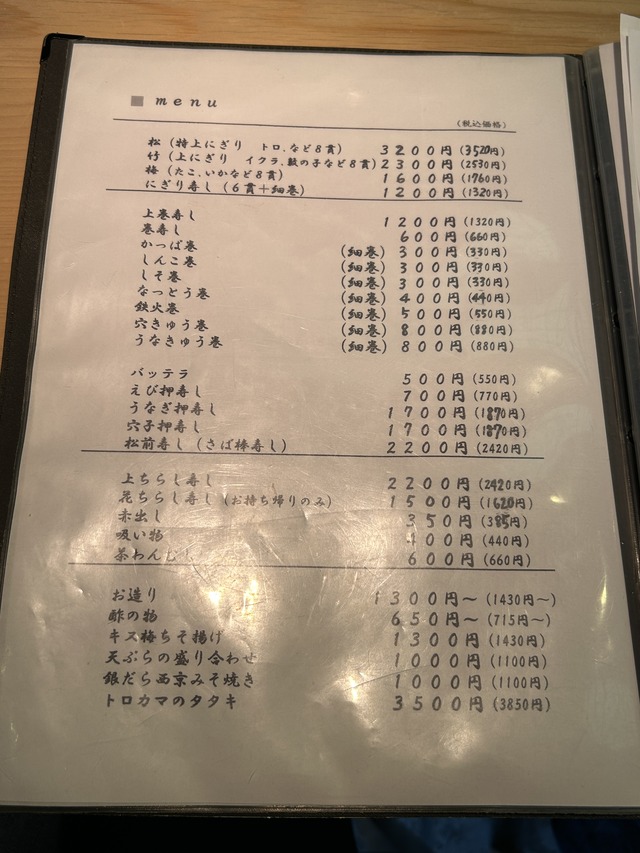 ■ menu
(税込価格)
松(特上にぎり トロ、など8貫) 3200円(3520円)
竹(上にぎり イクラ、数の子など8貫) 2300円(2530円)
梅(たこ、いかなど8貫) 1600円(1760円)
にぎり寿し(6貫+細巻) 1200円(1320円)
上巻寿し 1200円(1320円)
巻寿し 600円(660円)
かっぱ巻 (細巻) 300円(330円)
しんこ巻 (細巻) 300円(330円)
しそ巻 (細巻) 300円(330円)
なっとう巻 (細巻) 400円(440円)
鉄火巻 (細巻) 500円(550円)
穴きゅう巻 (細巻) 800円(880円)
うなきゅう巻 (細巻) 800円(880円)
バッテラ 500円(550円)
えび押寿し 700円(770円)
うなぎ押寿し 1700円(1870円)
穴子押寿し 1700円(1870円)
松前寿し(さば棒寿し) 2200円(2420円)
上ちらし寿し 2200円(2420円)
花ちらし寿し(お持ち帰りのみ) 1500円(1620円)
赤出し 350円(385円)
吸い物 400円(440円)
茶わん 600円(660円)
お造り 1300円～(1430円～)
酢の物 650円～(715円～)
キス梅ちそ揚げ 1300円(1430円)
天ぷらの盛り合わせ 1000円(1100円)
銀だら西京みそ焼き 1000円(1100円)
トロカマのタタキ 3500円(3850円)